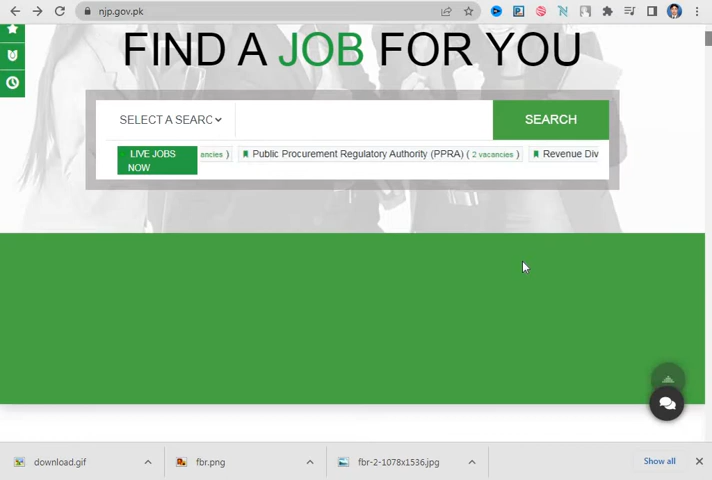 njp.gov.pk
FIND A JOB FOR YOU
SELECT A SEARC
SEARCH
LIVE JOBS
NOW
ancies )
Public Procurement Regulatory Authority (PPRA) ( 2 vacancies )
Revenue Div
download.gif
fbr.png
fbr-2-1078x1536.jpg
Show all